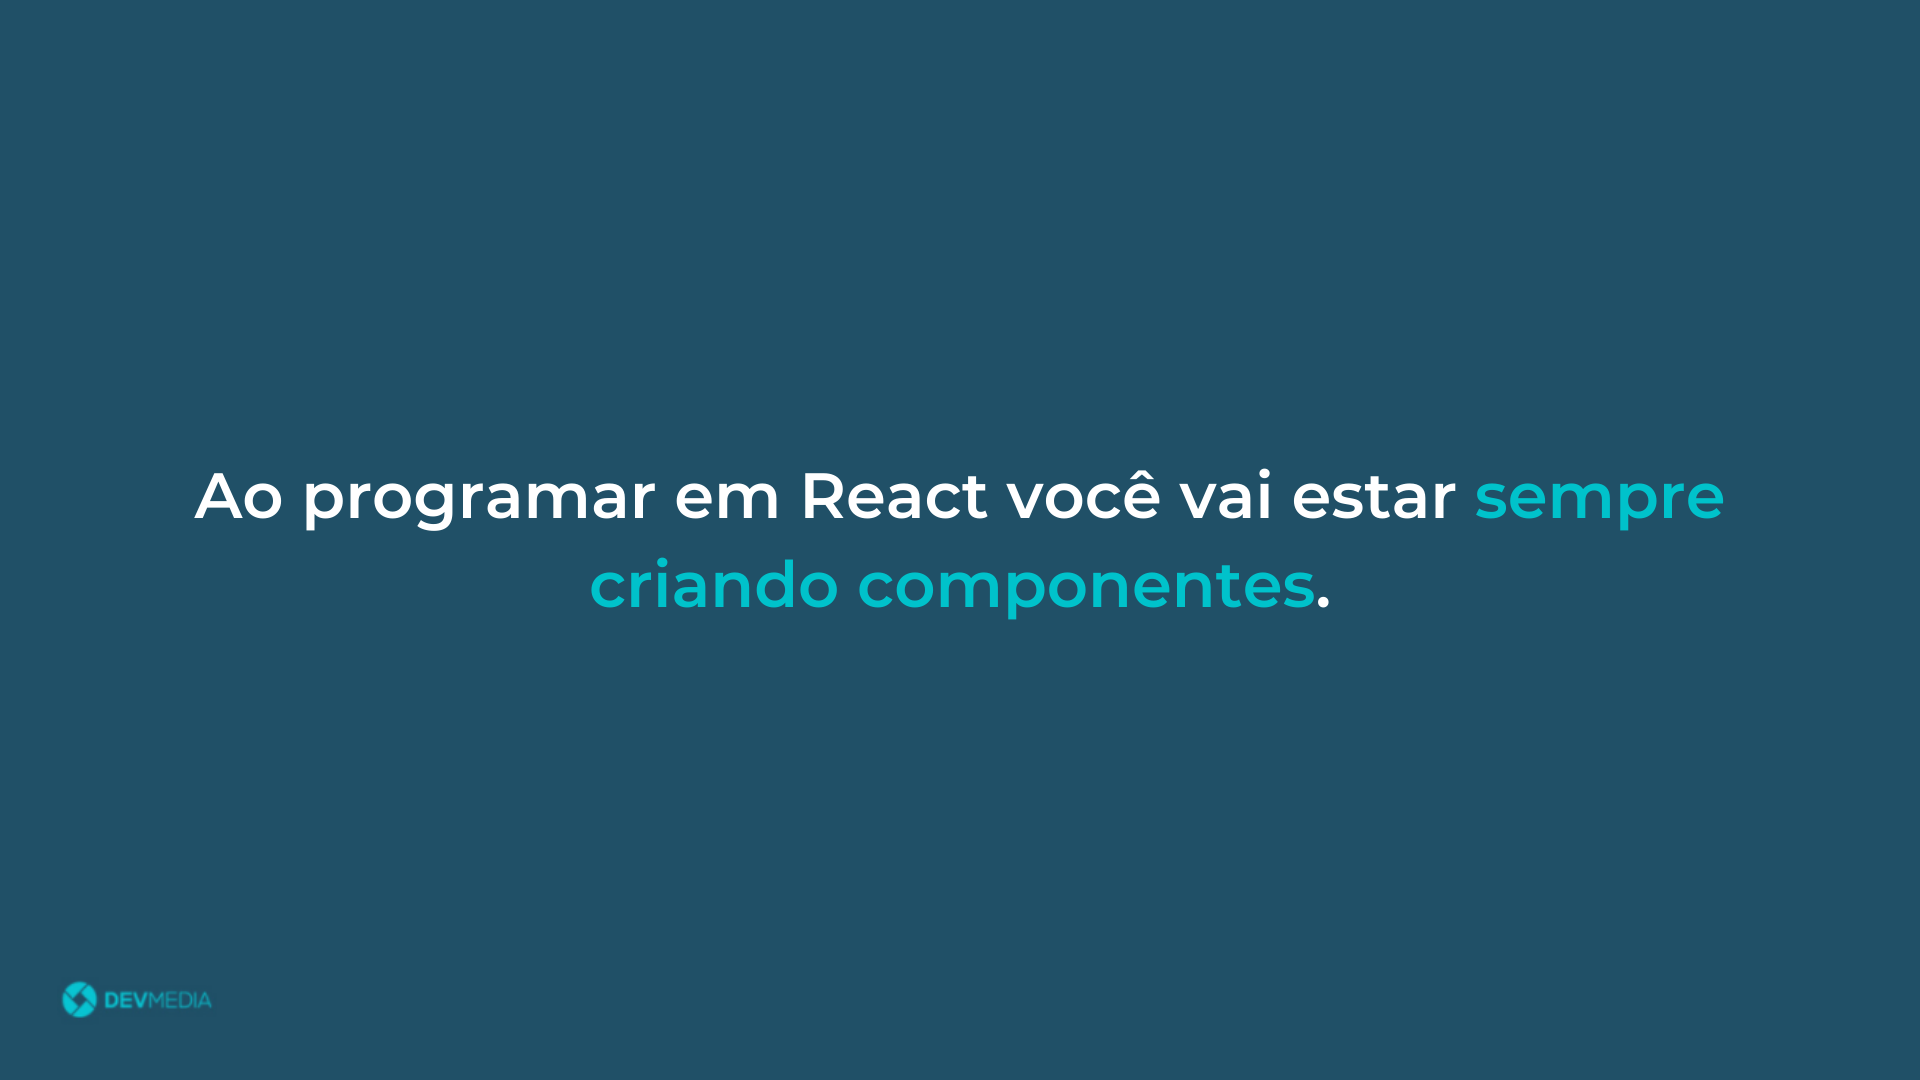 Ao programar em React você vai estar sempre
criando componentes.
DEVMEDIA